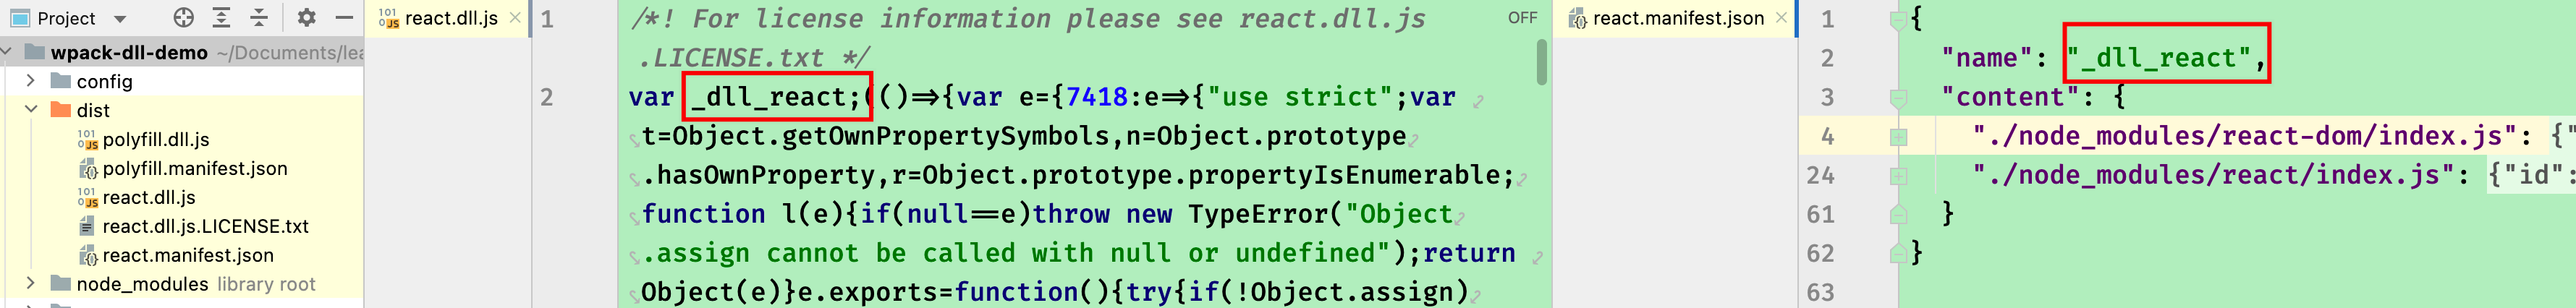 Project
wpack-dll-demo ~/Documents/lea
config
dist
polyfill.dll.js
polyfill.manifest.json
react.dll.js
react.dll.js.LICENSE.txt
react.manifest.json
node_modules library root
react.dll.js
1 /*! For license information please see react.dll.js
.LICENSE.txt */
OFF
2 var _dll_react;(()=>{var e={7418:e=>{"use strict";var
t=Object.getOwnPropertySymbols,n=Object.prototype
.hasOwnProperty,r=Object.prototype.propertyIsEnumerable;
function l(e){if(null==e)throw new TypeError("Object
.assign cannot be called with null or undefined");return
Object(e)}e.exports=function(){try{if(!Object.assign)
react.manifest.json
1 {
2 "name": "_dll_react",
3 "content": {
4 "./node_modules/react-dom/index.js": {"
24 "./node_modules/react/index.js": {"id":
61 }
62 }
63